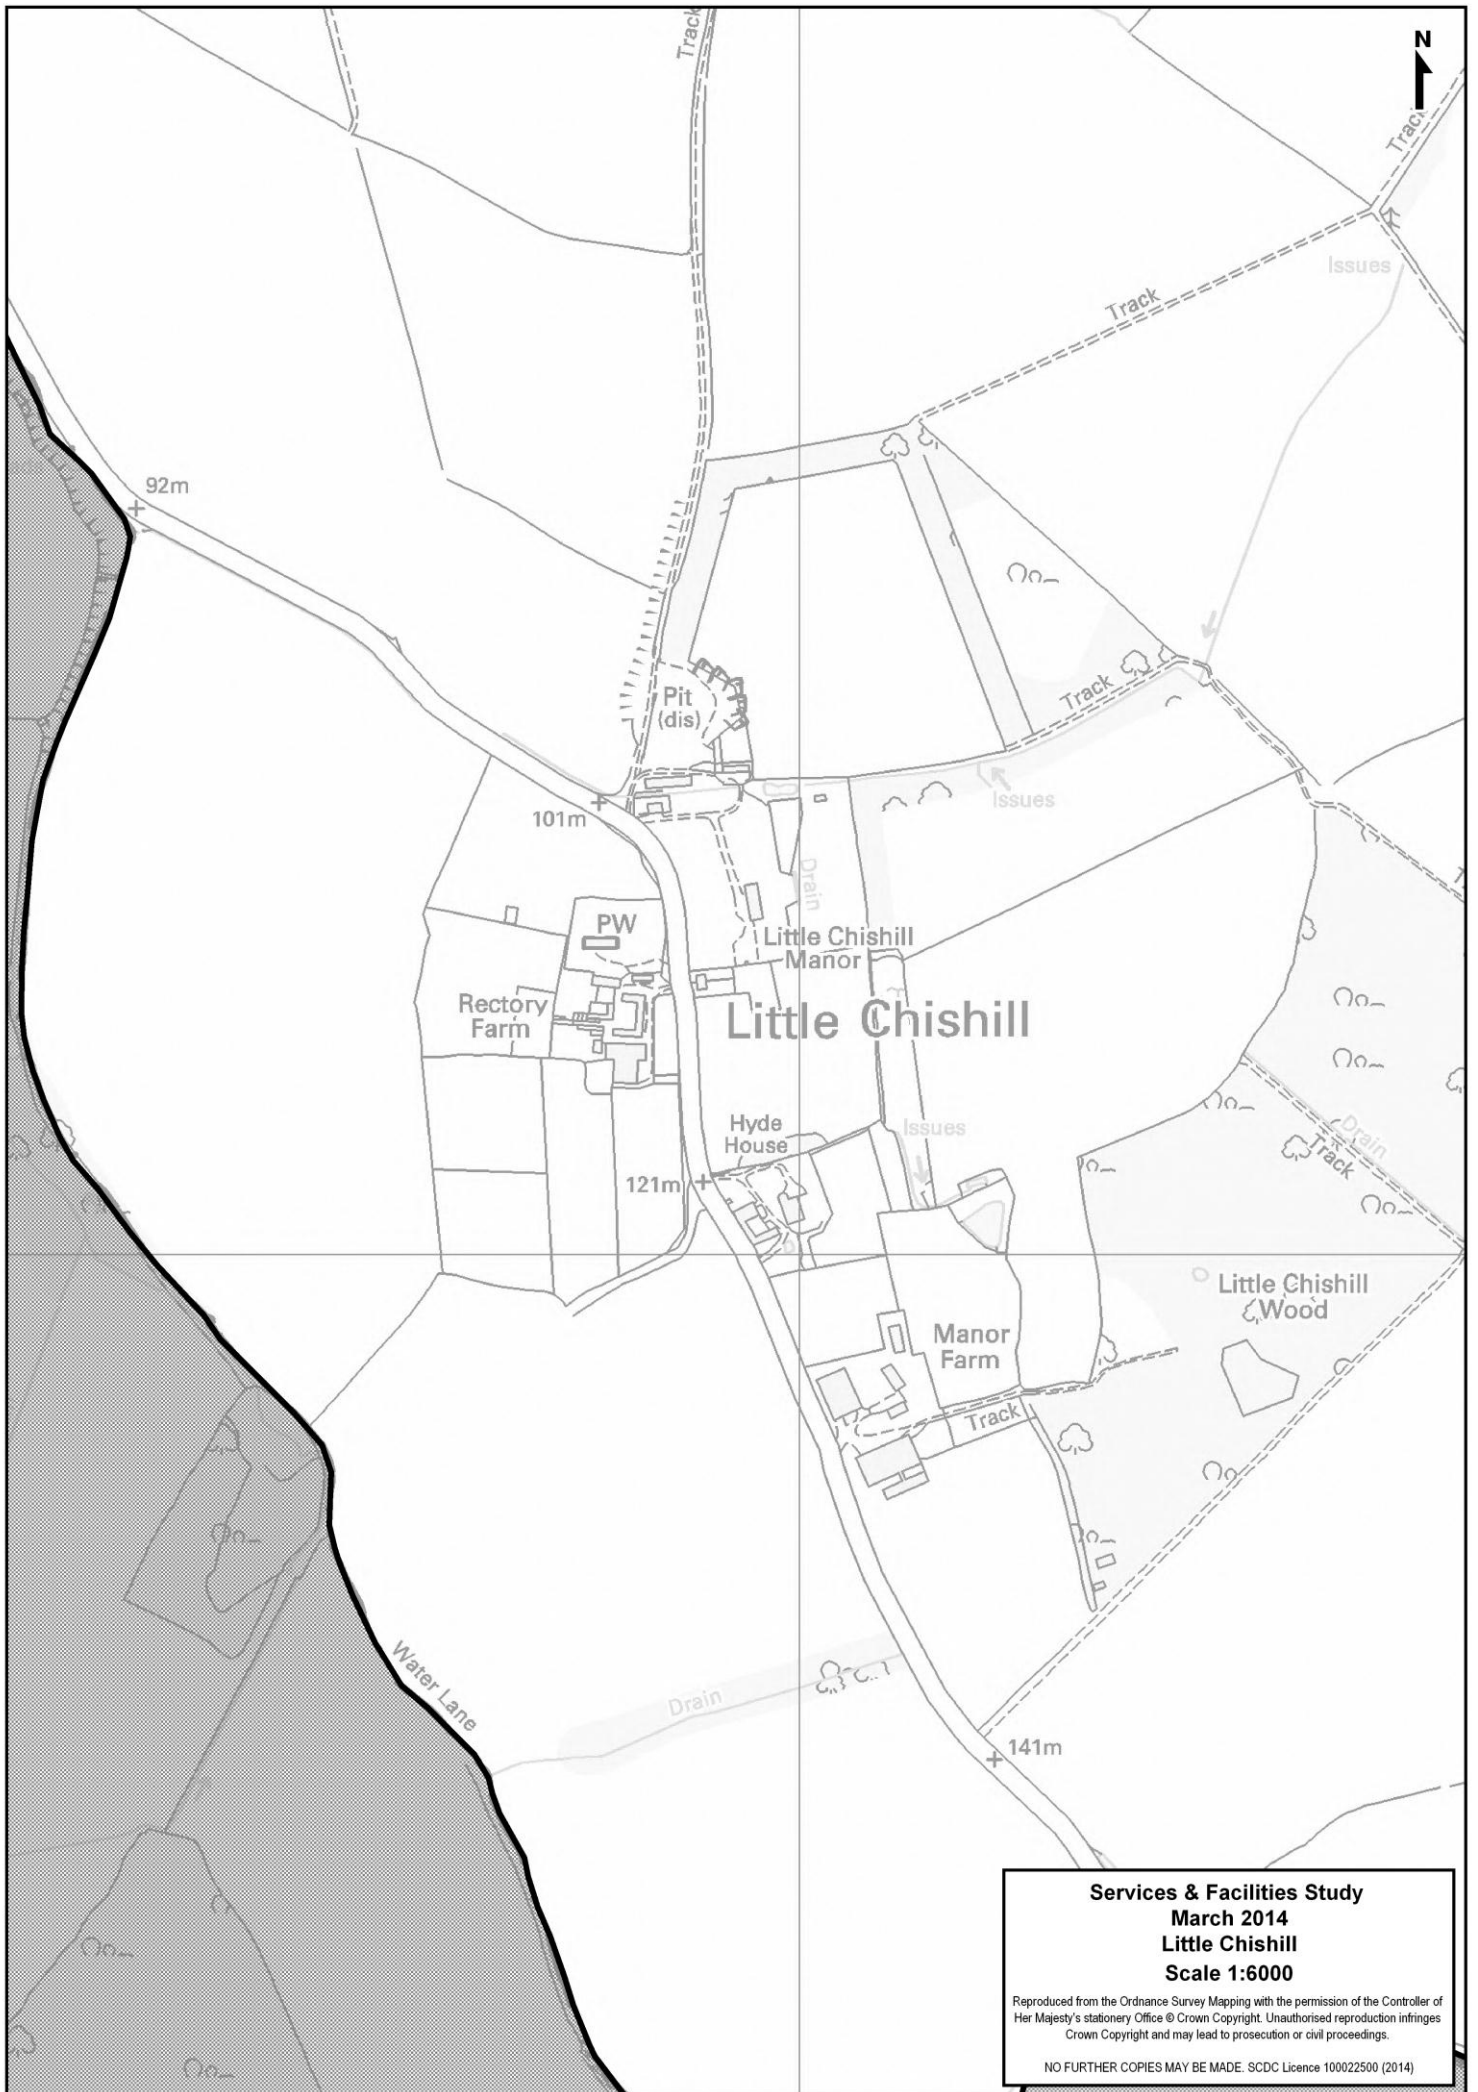 N
Track
Track
Issues
Track
92m
Pit
(dis)
Track
Issues
101m
Drain
PW
Little Chishill
Manor
Rectory
Farm
Little Chishill
Hyde
House
Issues
121m
Drain
Track
Little Chishill
Wood
Manor
Farm
Track
Water Lane
Drain
141m
Services & Facilities Study
March 2014
Little Chishill
Scale 1:6000
Reproduced from the Ordnance Survey Mapping with the permission of the Controller of
Her Majesty's stationery Office © Crown Copyright. Unauthorised reproduction infringes
Crown Copyright and may lead to prosecution or civil proceedings.
NO FURTHER COPIES MAY BE MADE. SCDC Licence 100022500 (2014)